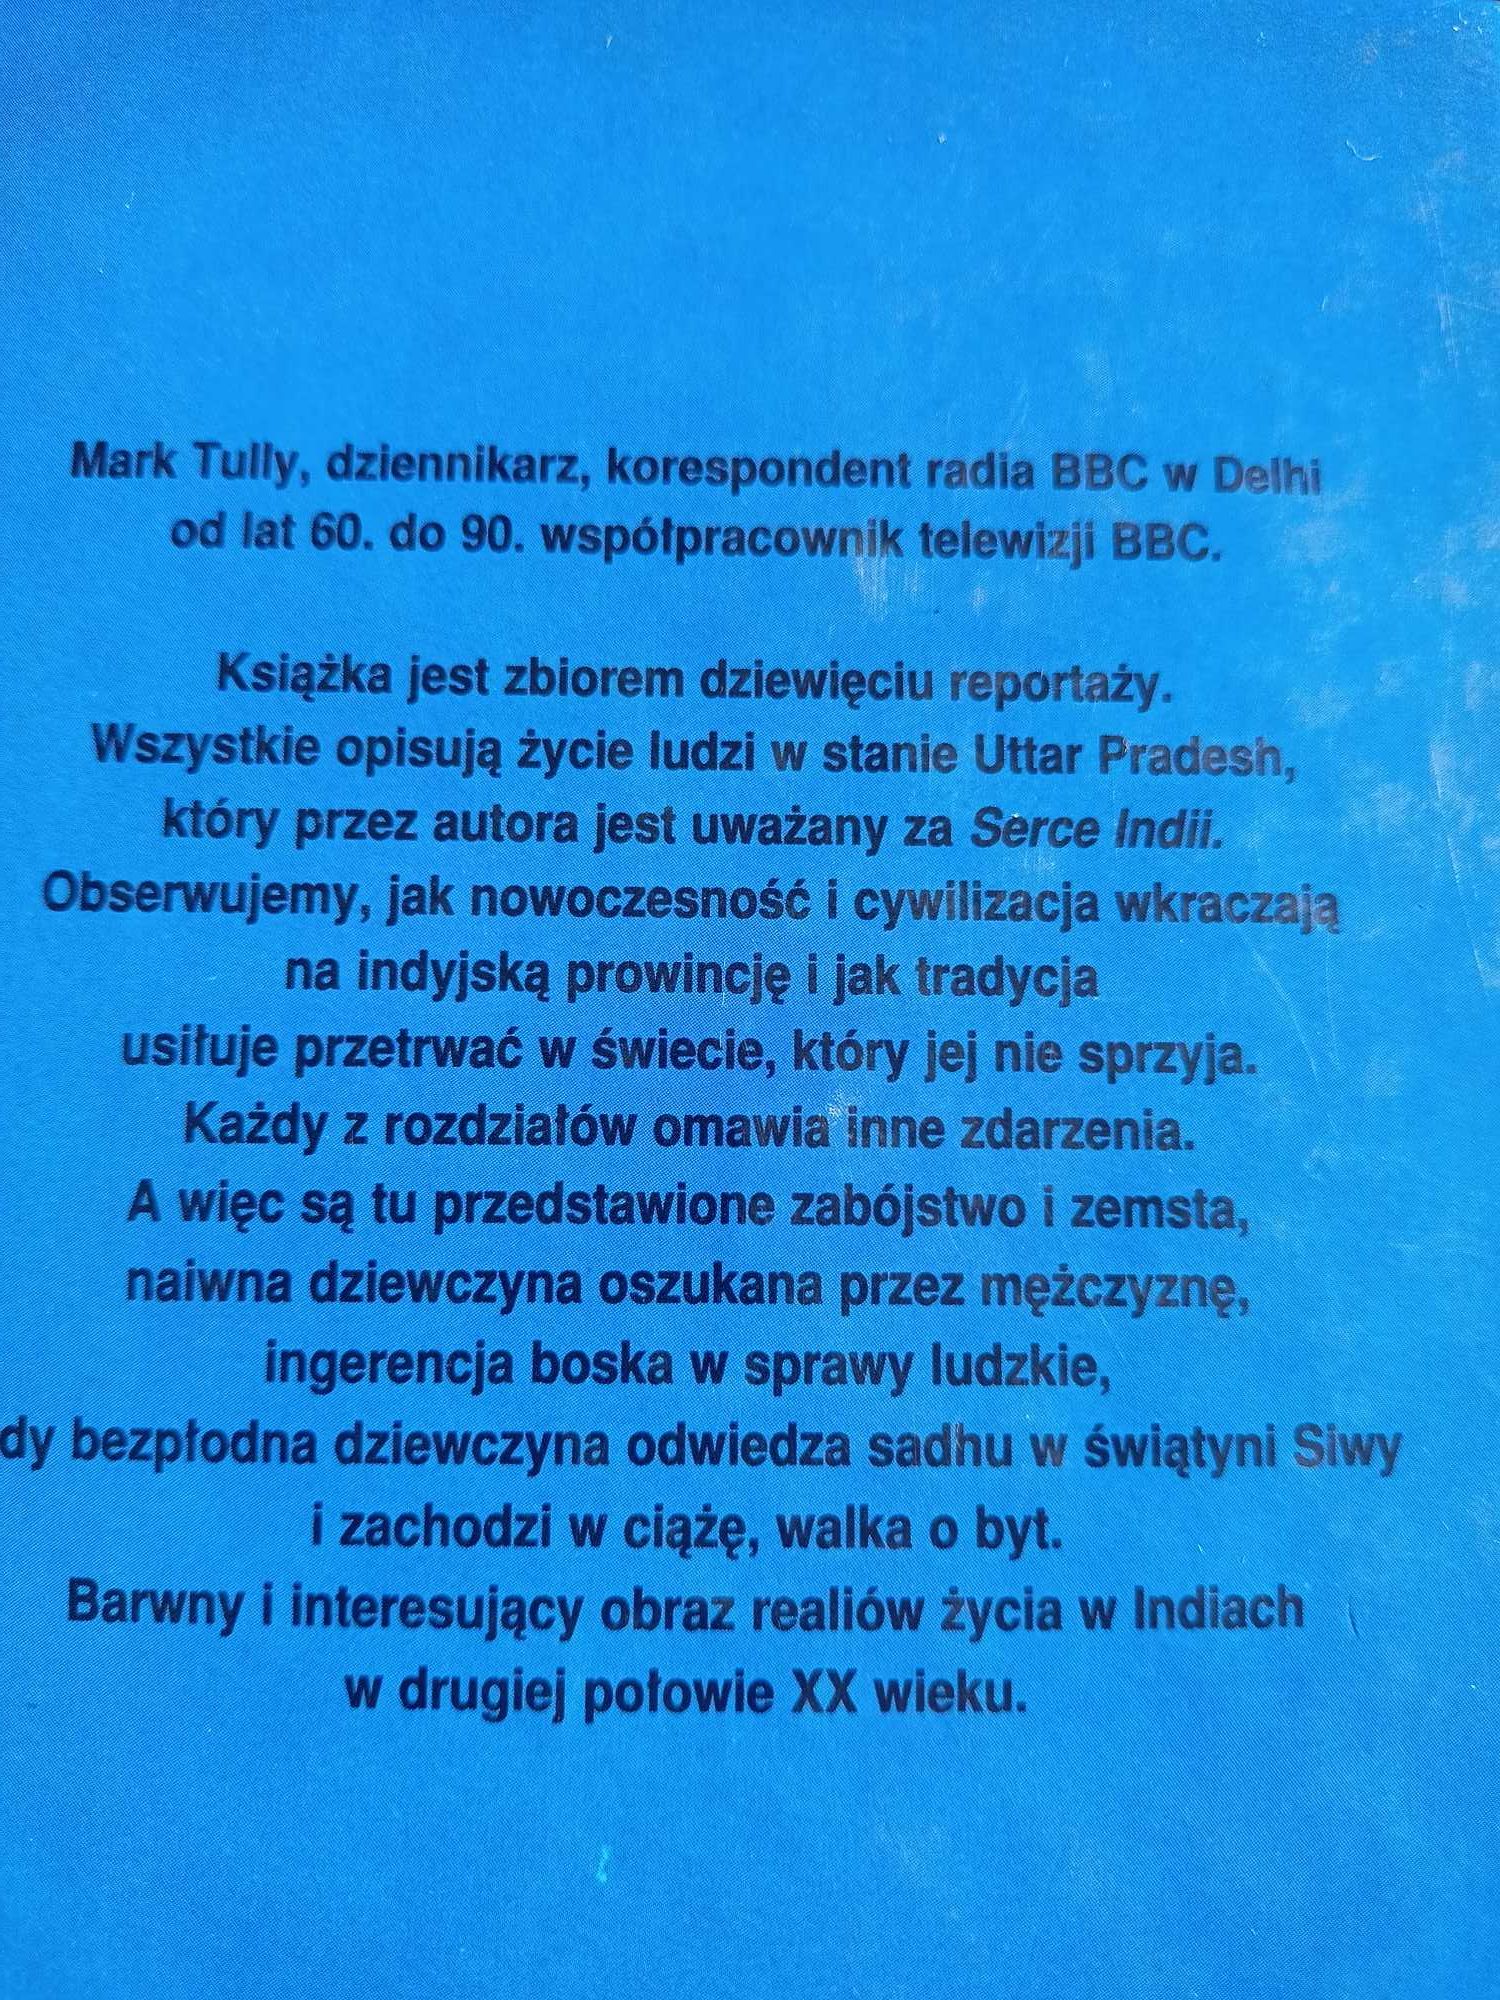 Mark Tully, dziennikarz, korespondent radia BBC w Delhi
od lat 60. do 90. współpracownik telewizji BBC.
Książka jest zbiorem dziewięciu reportaży.
Wszystkie opisują życie ludzi w stanie Uttar Pradesh,
który przez autora jest uważany za Serce Indii.
Obserwujemy, jak nowoczesność i cywilizacja wkraczają
na indyjską prowincję i jak tradycja
usiłuje przetrwać w świecie, który jej nie sprzyja.
Każdy z rozdziałów omawia inne zdarzenia.
A więc są tu przedstawione zabójstwo i zemsta,
naiwna dziewczyna oszukana przez mężczyznę,
ingerencja boska w sprawy ludzkie,
dy bezpłodna dziewczyna odwiedza sadhu w świątyni Siwy
i zachodzi w ciążę, walka o byt.
Barwny i interesujący obraz realiów życia w Indiach
w drugiej połowie XX wieku.